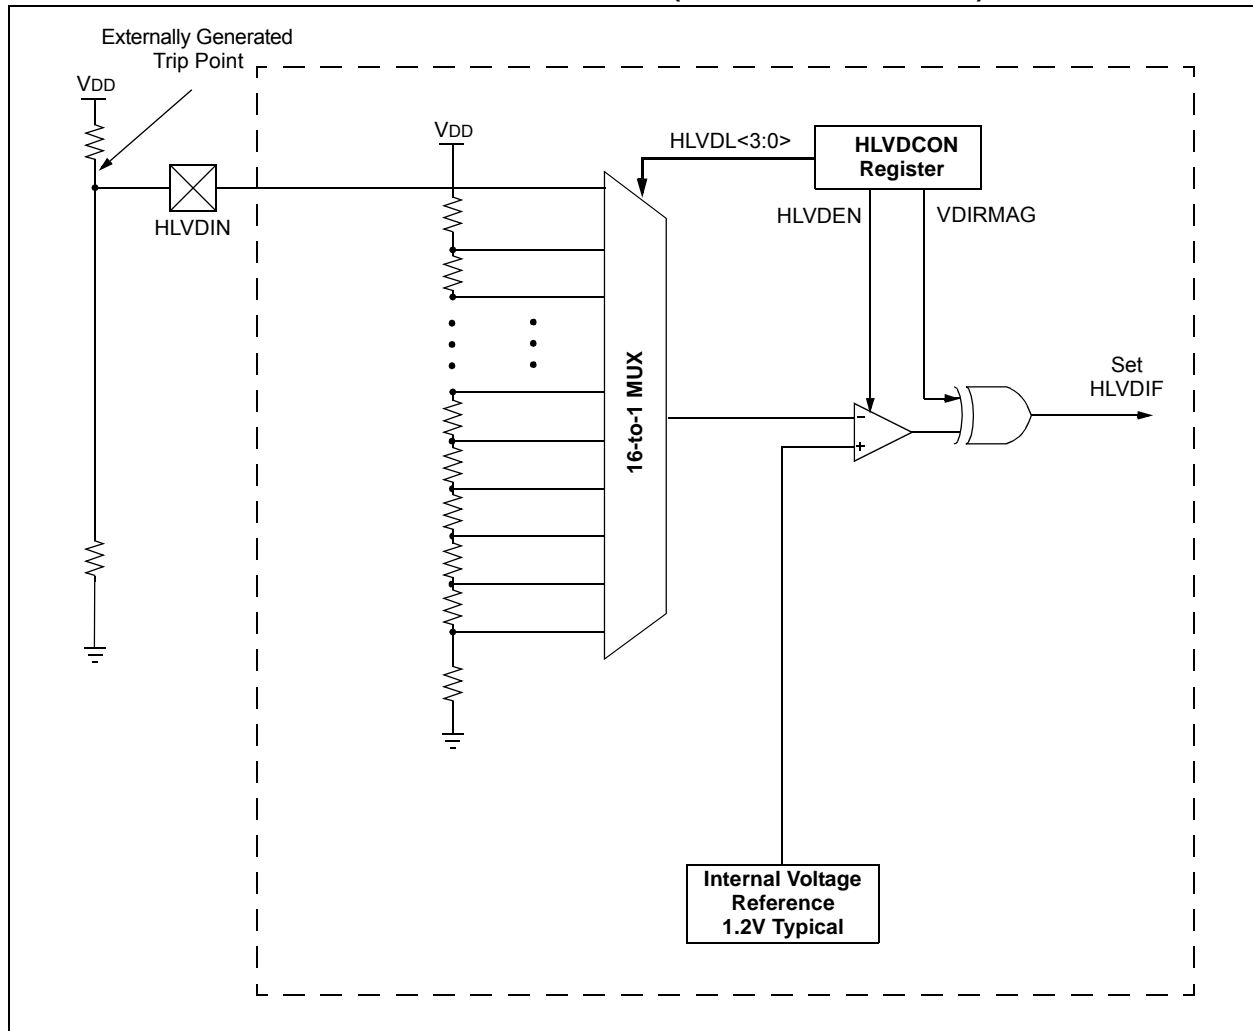 Externally Generated
Trip Point
VDD
VDD
HLVDL<3:0>
HLVDCON
Register
HLVDIN
HLVDEN
VDIRMAG
16-to-1 MUX
Set
HLVDIF
–
+
Internal Voltage
Reference
1.2V Typical